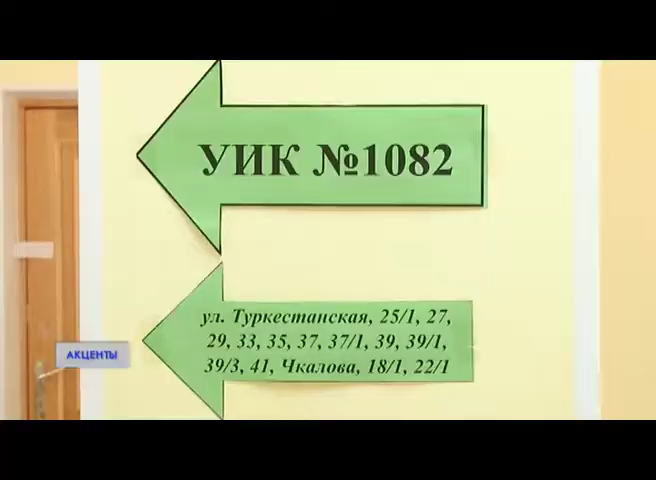 УИК №1082
ул. Туркестанская, 25/1, 27,
29, 33, 35, 37, 37/1, 39, 39/1,
39/3, 41, Чкалова, 18/1, 22/1
АКЦЕНТЫ